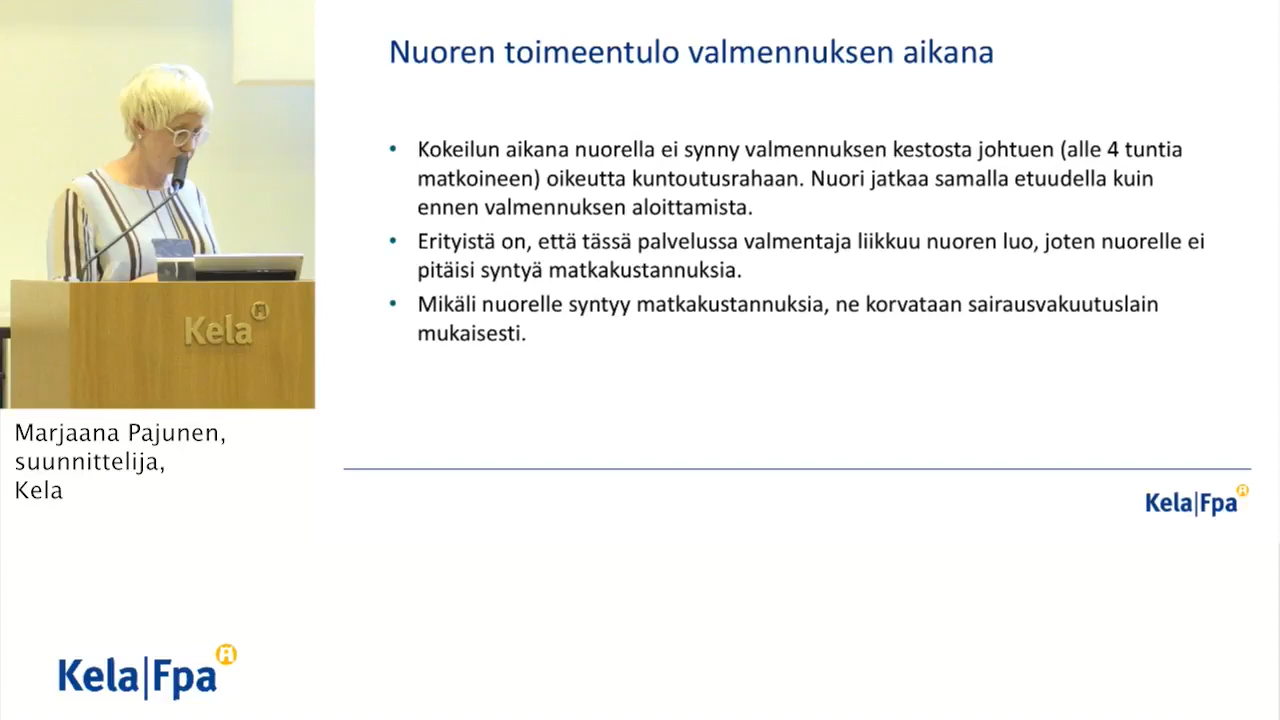 Nuoren toimeentulo valmennuksen aikana
• Kokeilun aikana nuorella ei synny valmennuksen kestosta johtuen (alle 4 tuntia
matkoineen) oikeutta kuntoutusrahaan. Nuori jatkaa samalla etuudella kuin
ennen valmennuksen aloittamista.
• Erityistä on, että tässä palvelussa valmentaja liikkuu nuoren luo, joten nuorelle ei
pitäisi syntyä matkakustannuksia.
• Mikäli nuorelle syntyy matkakustannuksia, ne korvataan sairausvakuutuslain
mukaisesti.
Kela
Marjaana Pajunen,
suunnittelija,
Kela
Kela|Fpa
Kela|Fpa